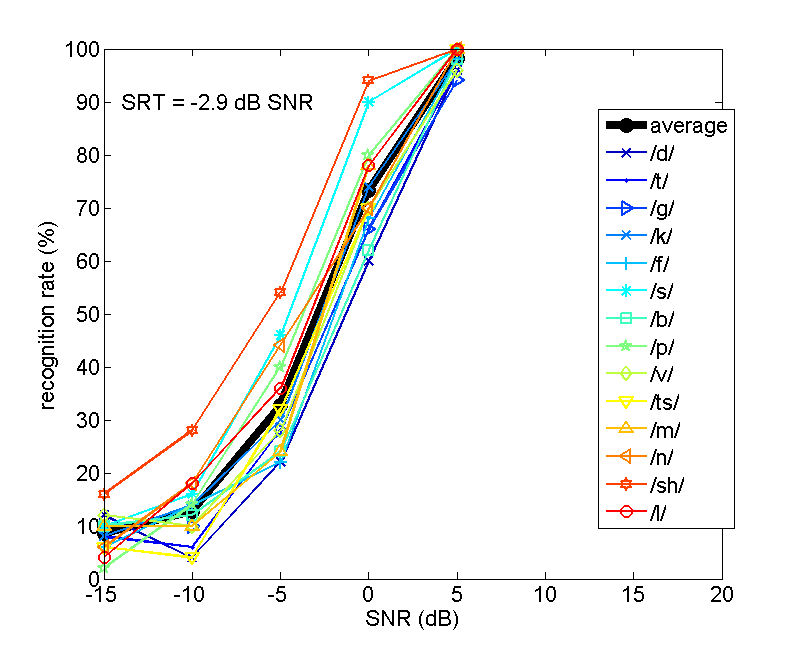 100
90
80
70
60
50
40
30
20
10
0
recognition rate (%)
SRT = -2.9 dB SNR
average
/d/
/t/
/g/
/k/
/f/
/s/
/b/
/p/
/v/
/ts/
/m/
/n/
/sh/
/l/
-15 -10 -5 0 5 10 15 20
SNR (dB)